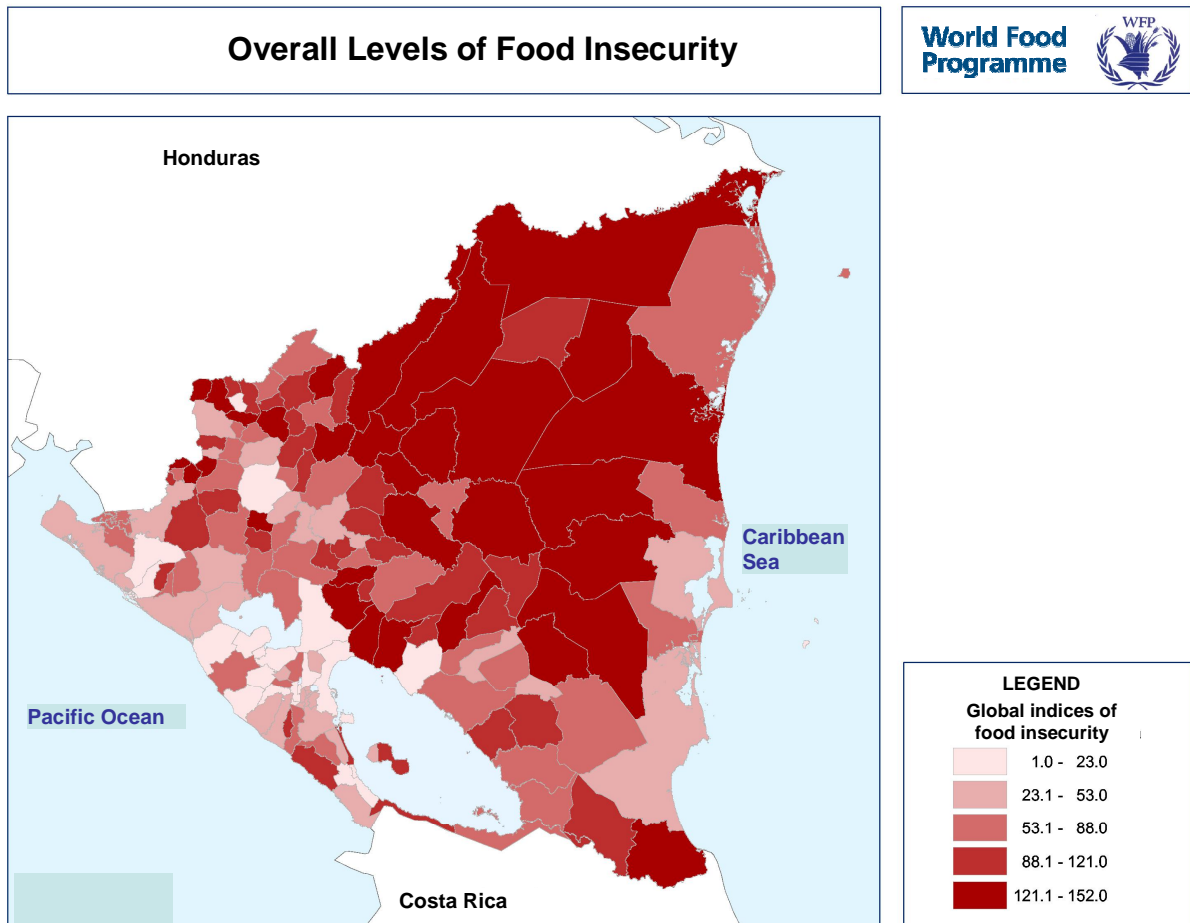 Overall Levels of Food Insecurity
World Food
Programme
WFP
Honduras
Caribbean
Sea
Pacific Ocean
Costa Rica
LEGEND
Global indices of
food insecurity
1.0 - 23.0
23.1 - 53.0
53.1 - 88.0
88.1 - 121.0
121.1 - 152.0